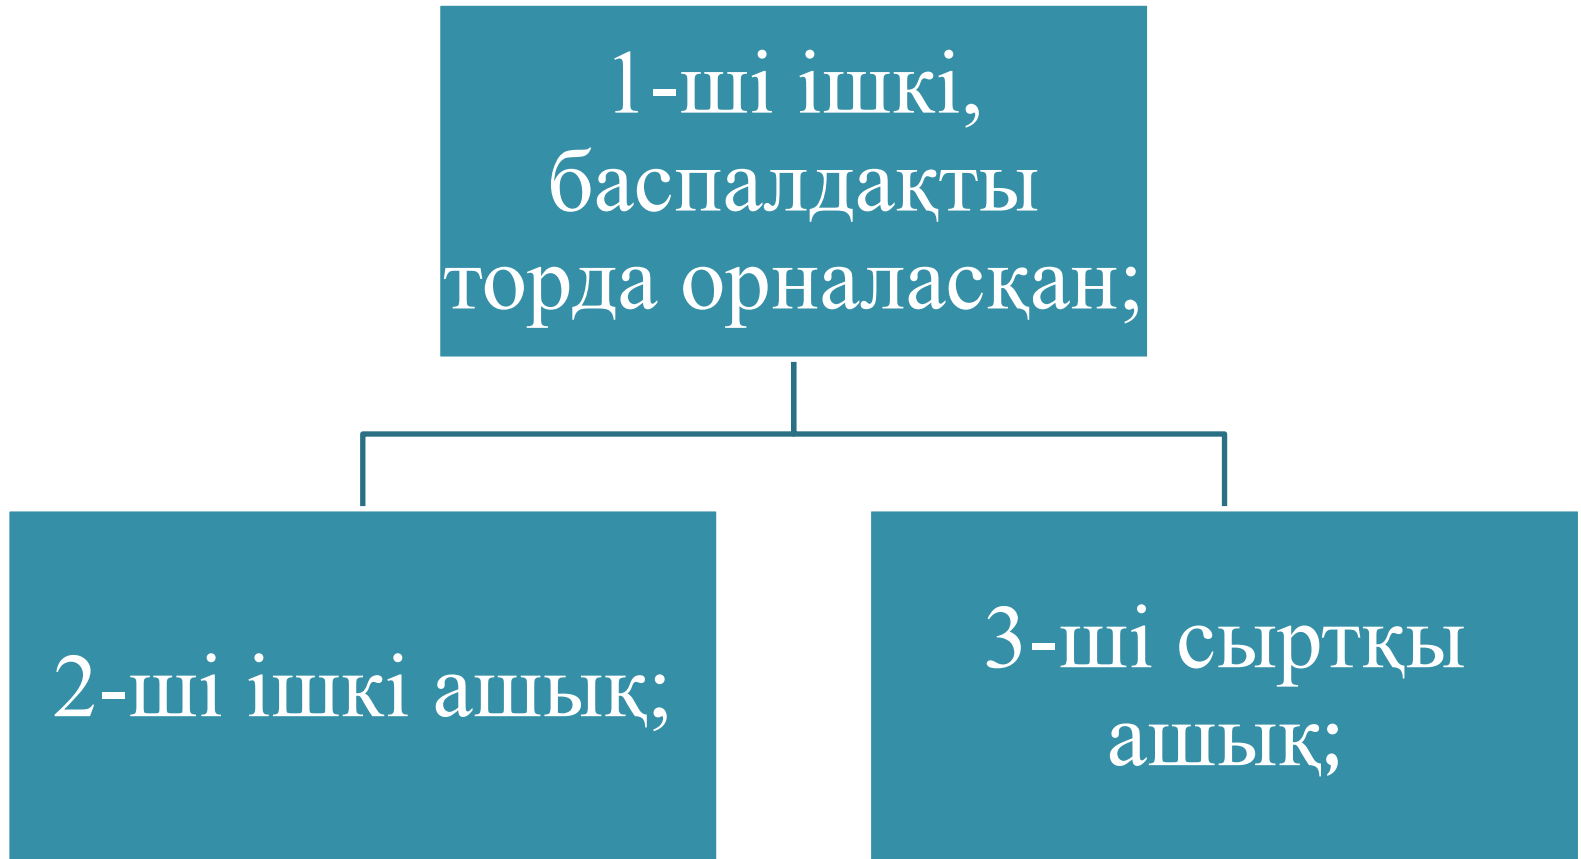 1-ші ішкі,
баспалдақты
торда орналасқан;
2-ші ішкі ашық;
3-ші сыртқы
ашық;